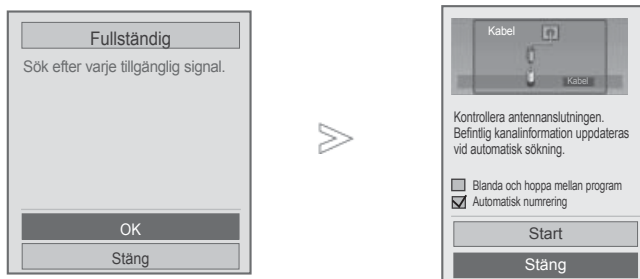 Fullständig
Sök efter varje tillgänglig signal.
OK
Stäng
Kabel
Kabel
Kontrollera antennanslutningen.
Befintlig kanalinformation uppdateras
vid automatisk sökning.
Blanda och hoppa mellan program
Automatisk numrering
Start
Stäng